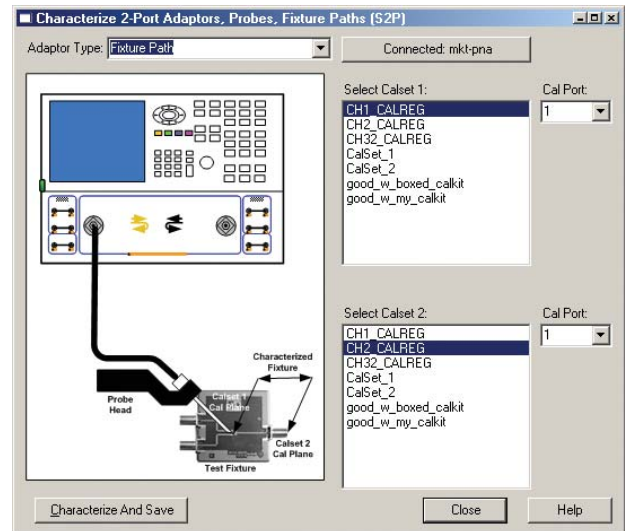 Characterize 2-Port Adaptors, Probes, Fixture Paths (S2P)
Adaptor Type: Fixture Path
Connected: mkt-pna
Select Calset 1:
Cal Port:
CH1_CALREG
1
CH2_CALREG
CH32_CALREG
CalSet_1
CalSet_2
good_w_boxed_calkit
good_w_my_calkit
Select Calset 2:
Cal Port:
CH1_CALREG
1
CH2_CALREG
CH32_CALREG
CalSet_1
CalSet_2
good_w_boxed_calkit
good_w_my_calkit
Characterized
Fixture
Probe
Head
Calset 1
Cal Plane
Calset 2
Cal Plane
Test Fixture
Characterize And Save
Close
Help